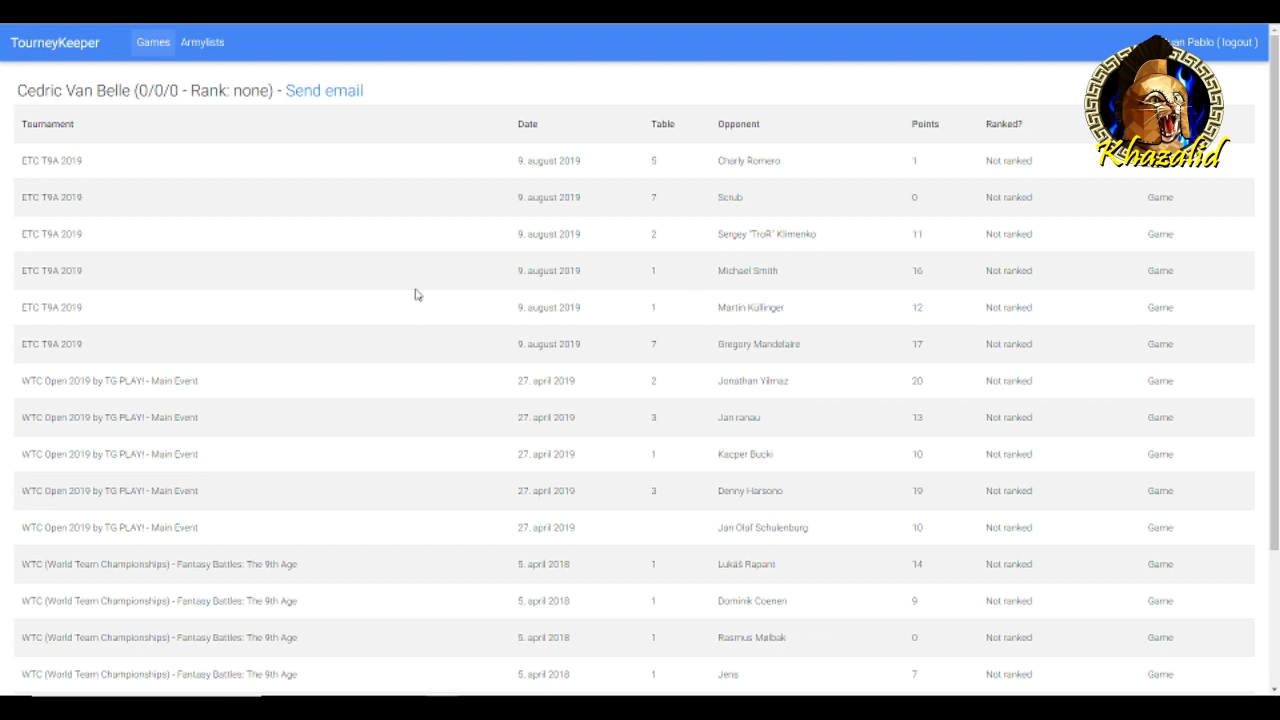 TourneyKeeper Games Armylists Pablo ( logout )
Cedric Van Belle (0/0/0 - Rank: none) - Send email
Khazalid
Tournament Date Table Opponent Points Ranked?
ETC T9A 2019 9. august 2019 5 Charly Romero 1 Not ranked
ETC T9A 2019 9. august 2019 7 Scrub 0 Not ranked Game
ETC T9A 2019 9. august 2019 2 Sergey "TroR" Klimenko 11 Not ranked Game
ETC T9A 2019 9. august 2019 1 Michael Smith 16 Not ranked Game
ETC T9A 2019 9. august 2019 1 Martin Küllinger 12 Not ranked Game
ETC T9A 2019 9. august 2019 7 Gregory Mandelaire 17 Not ranked Game
WTC Open 2019 by TG PLAY! - Main Event 27. april 2019 2 Jonathan Yilmaz 20 Not ranked Game
WTC Open 2019 by TG PLAY! - Main Event 27. april 2019 3 Jan ranau 13 Not ranked Game
WTC Open 2019 by TG PLAY! - Main Event 27. april 2019 1 Kacper Bucki 10 Not ranked Game
WTC Open 2019 by TG PLAY! - Main Event 27. april 2019 3 Denny Harsono 19 Not ranked Game
WTC Open 2019 by TG PLAY! - Main Event 27. april 2019 Jan Olaf Schulenburg 10 Not ranked Game
WTC (World Team Championships) - Fantasy Battles: The 9th Age 5. april 2018 1 Lukáš Rapant 14 Not ranked Game
WTC (World Team Championships) - Fantasy Battles: The 9th Age 5. april 2018 1 Dominik Coenen 9 Not ranked Game
WTC (World Team Championships) - Fantasy Battles: The 9th Age 5. april 2018 1 Rasmus Mølbak 0 Not ranked Game
WTC (World Team Championships) - Fantasy Battles: The 9th Age 5. april 2018 1 Jens 7 Not ranked Game